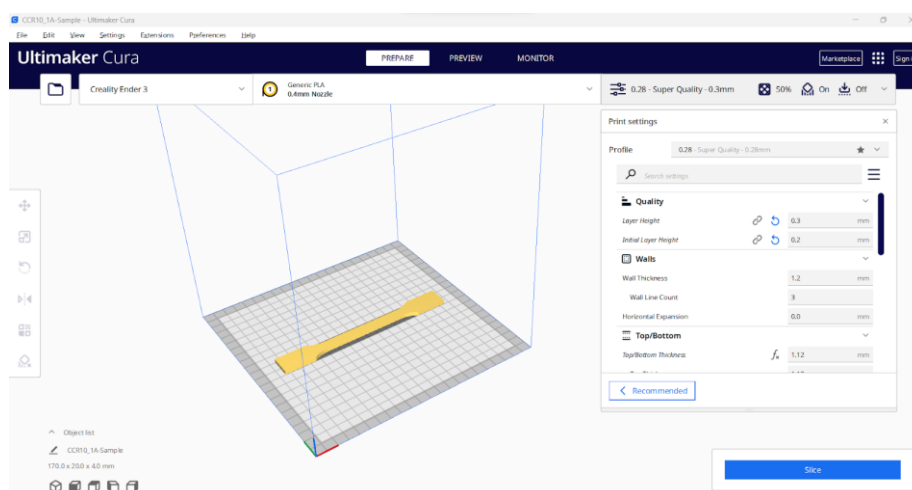 CCR10_1A-Sample - Ultimaker Cura
File Edit View Settings Extensions Preferences Help
Ultimaker Cura PREPARE PREVIEW MONITOR Marketplace Sign
Creality Ender 3 1 Generic PLA
0.4mm Nozzle
0.28 - Super Quality - 0.3mm 50% On Off
Print settings
Profile 0.28 - Super Quality - 0.28mm
Search settings
Quality
Layer Height 0.3 mm
Initial Layer Height 0.2 mm
Walls
Wall Thickness 1.2 mm
Wall Line Count 3
Horizontal Expansion 0.0 mm
Top/Bottom
Top/Bottom Thickness fx 1.12 mm
Recommended
Object list
CCR10_1A-Sample
170.0 x 20.0 x 4.0 mm
Slice